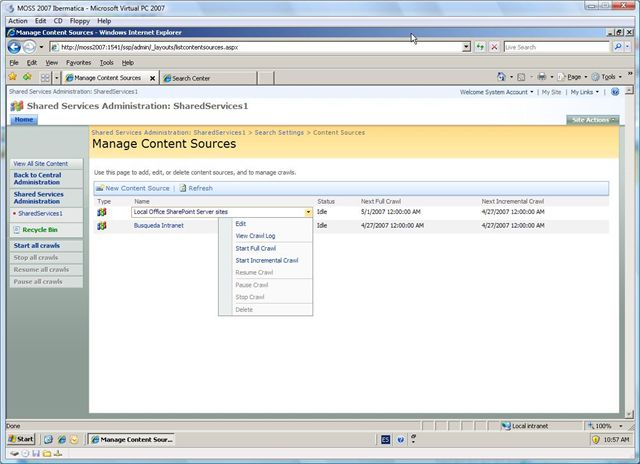 MOSS 2007 Ibermatica - Microsoft Virtual PC 2007
Action Edit CD Floppy Help
Manage Content Sources - Windows Internet Explorer
http://moss2007:1541/ssp/admin/_layouts/listcontentsources.aspx
Live Search
File Edit View Favorites Tools Help
Manage Content Sources Search Center Page Tools
Shared Services Administration: SharedServices1 Welcome System Account My Site My Links
Shared Services Administration: SharedServices1
Home Site Actions
Shared Services Administration: SharedServices1 > Search Settings > Content Sources
Manage Content Sources
View All Site Content
Back to Central Administration
Shared Services Administration
SharedServices1
Recycle Bin
Start all crawls
Stop all crawls
Resume all crawls
Pause all crawls
Use this page to add, edit, or delete content sources, and to manage crawls.
New Content Source | Refresh
Type Name Status Next Full Crawl Next Incremental Crawl
Local Office SharePoint Server sites Idle 5/1/2007 12:00:00 AM 4/27/2007 12:00:00 AM
Busqueda Intranet Idle 4/27/2007 12:00:00 AM 4/27/2007 12:00:00 AM
Edit
View Crawl Log
Start Full Crawl
Start Incremental Crawl
Resume Crawl
Pause Crawl
Stop Crawl
Delete
Done Local intranet 100%
Start Manage Content Sour... ES 10:57 AM